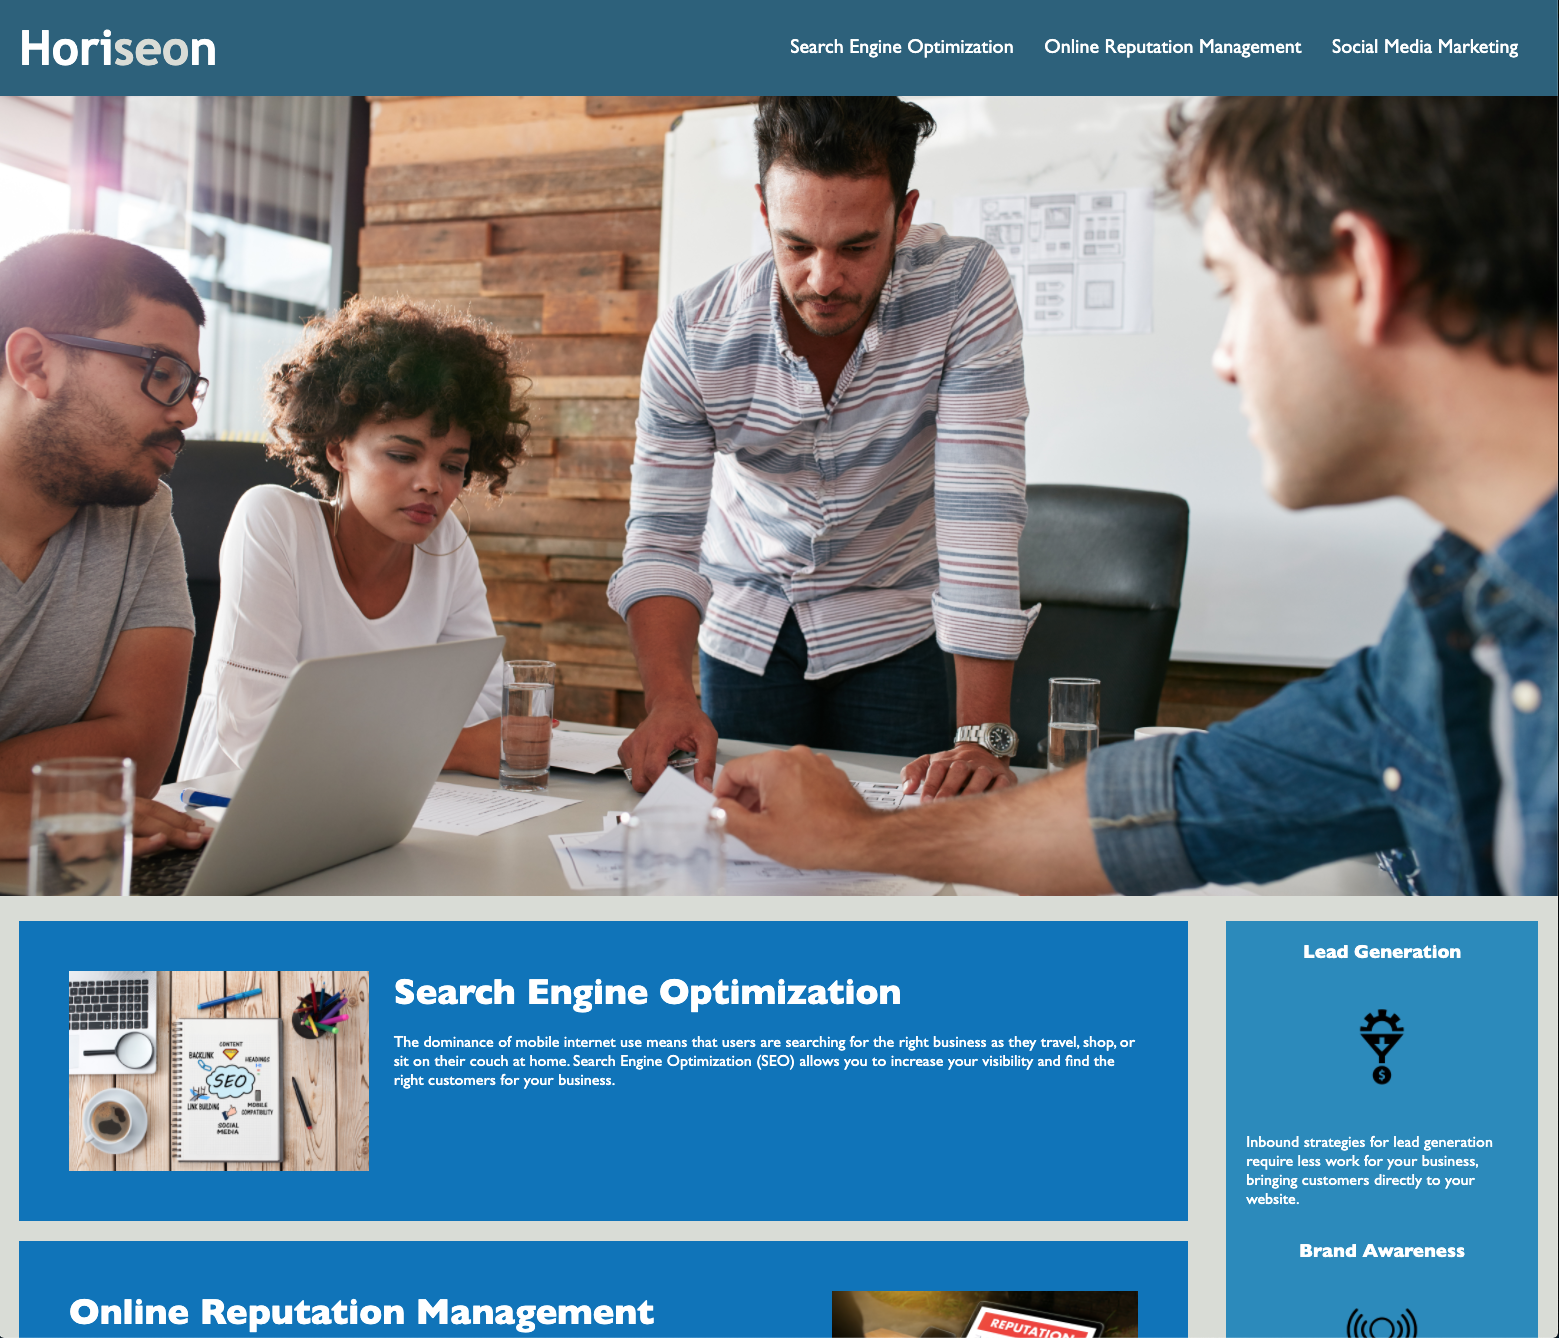 Horiseon
Search Engine Optimization
Online Reputation Management
Social Media Marketing
CONTENT
BACKLINK
HEADINGS
SEO
LINK BUILDING
MOBILE
COMPATIBILITY
SOCIAL
MEDIA
Search Engine Optimization
The dominance of mobile internet use means that users are searching for the right business as they travel, shop, or
sit on their couch at home. Search Engine Optimization (SEO) allows you to increase your visibility and find the
right customers for your business.
Online Reputation Management
REPUTATION
Lead Generation
$
Inbound strategies for lead generation
require less work for your business,
bringing customers directly to your
website.
Brand Awareness